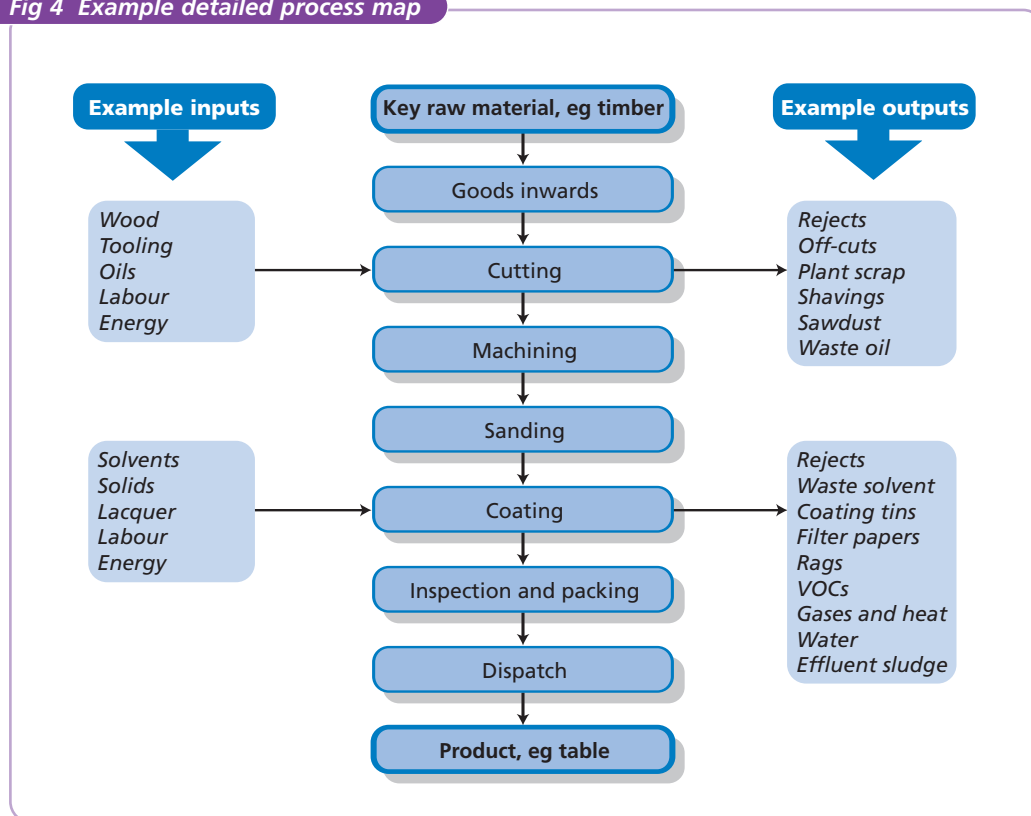 Fig 4 Example detailed process map
Example inputs
Key raw material, eg timber
Example outputs
Goods inwards
Wood
Tooling
Oils
Labour
Energy
Cutting
Rejects
Off-cuts
Plant scrap
Shavings
Sawdust
Waste oil
Machining
Sanding
Solvents
Solids
Lacquer
Labour
Energy
Coating
Rejects
Waste solvent
Coating tins
Filter papers
Rags
VOCs
Gases and heat
Water
Effluent sludge
Inspection and packing
Dispatch
Product, eg table